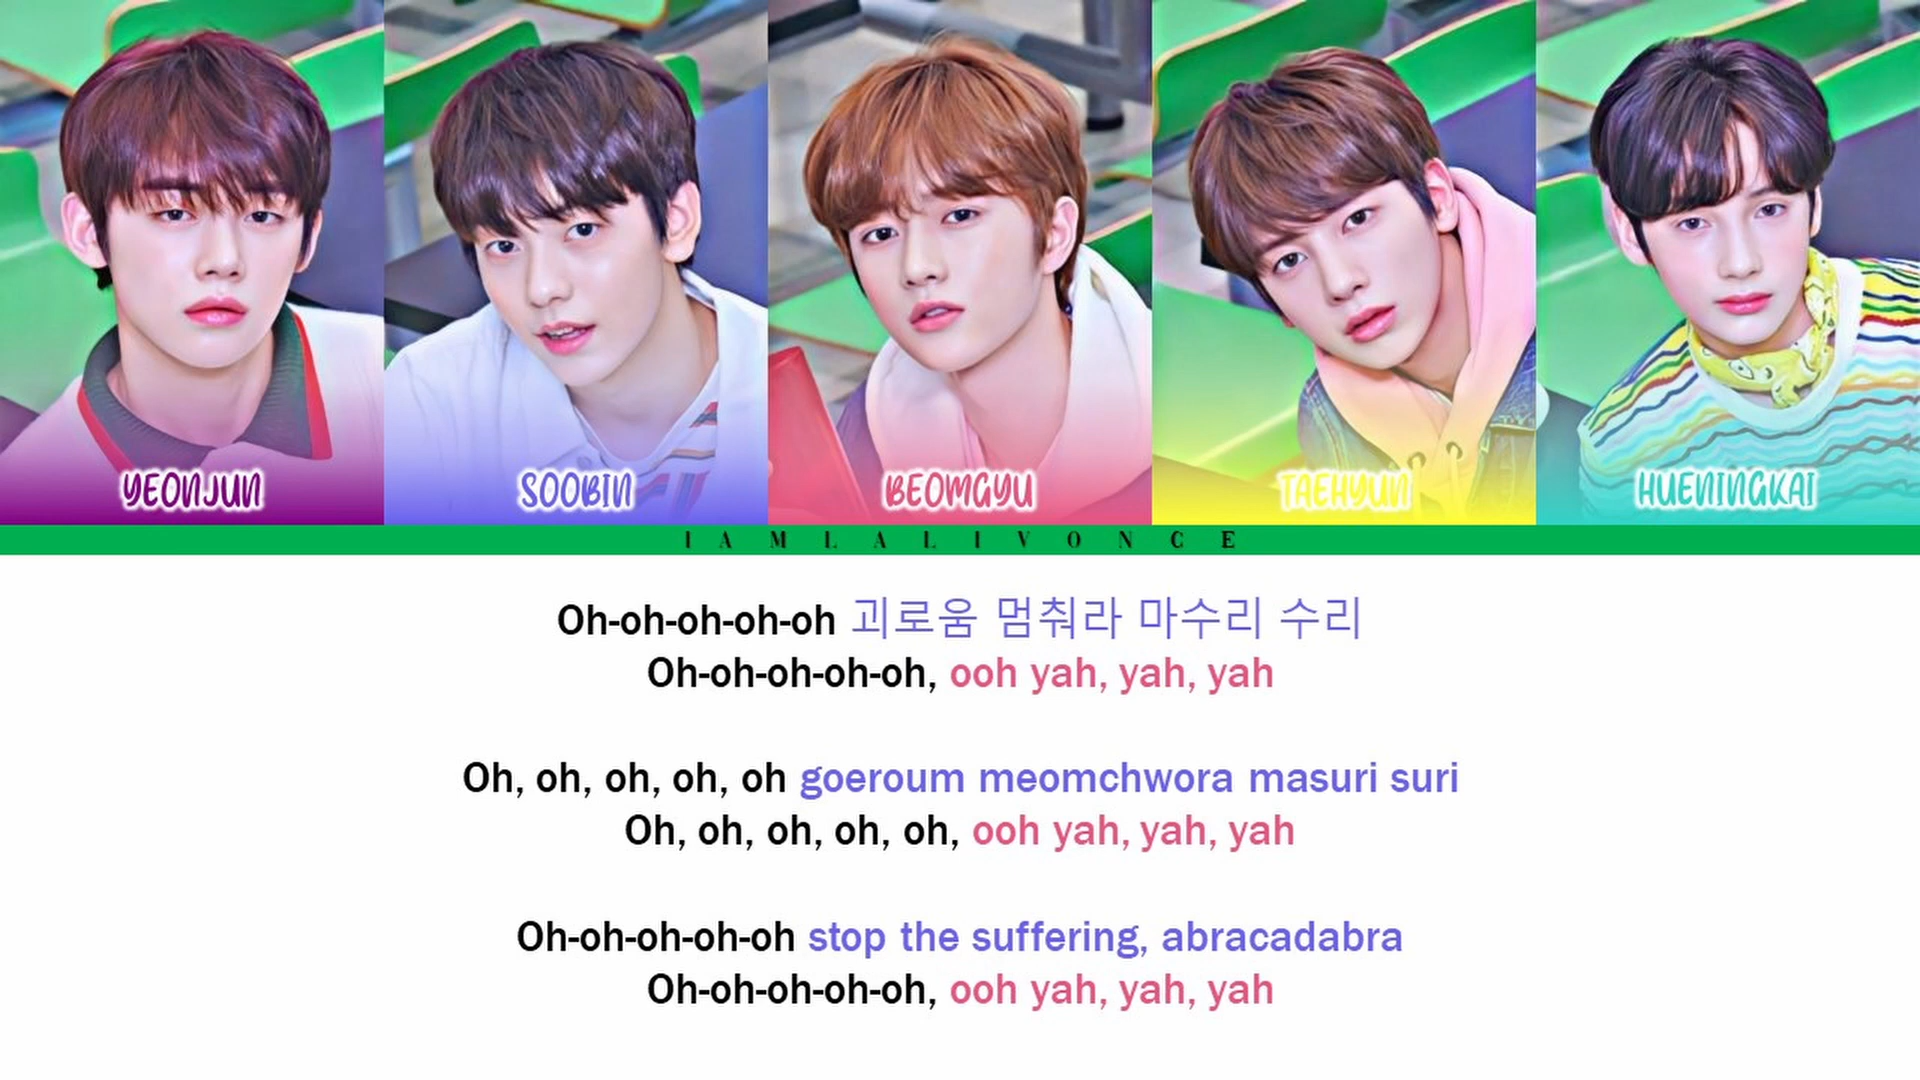 YEONJUN SOOBIN BEOMGYU TAEHYUN HUENINGKAI
IAMLALIVONCE
Oh-oh-oh-oh-oh 괴로움 멈춰라 마수리 수리
Oh-oh-oh-oh-oh, ooh yah, yah, yah
Oh, oh, oh, oh, oh goeroum meomchwora masuri suri
Oh, oh, oh, oh, oh, ooh yah, yah, yah
Oh-oh-oh-oh-oh stop the suffering, abracadabra
Oh-oh-oh-oh-oh, ooh yah, yah, yah